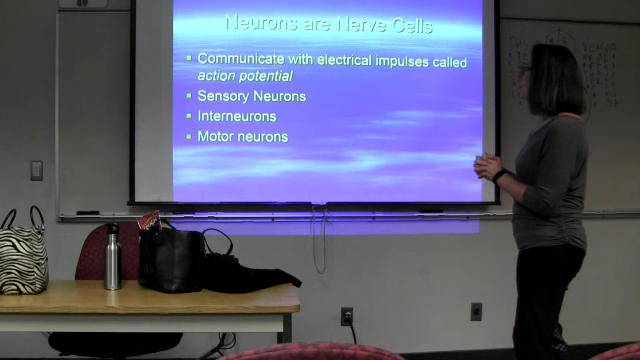 Neurons are Nerve Cells
Communicate with electrical impulses called
action potential
Sensory Neurons
Interneurons
Motor neurons